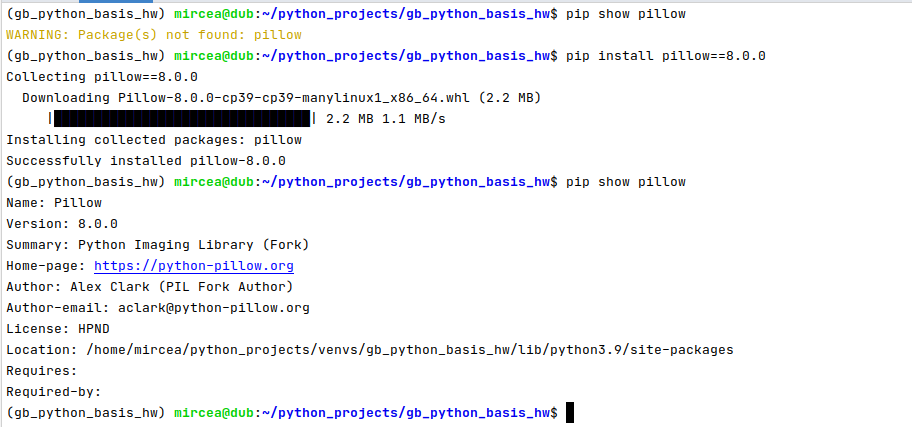 (gb_python_basis_hw) mircea@dub:~/python_projects/gb_python_basis_hw$ pip show pillow
WARNING: Package(s) not found: pillow
(gb_python_basis_hw) mircea@dub:~/python_projects/gb_python_basis_hw$ pip install pillow==8.0.0
Collecting pillow==8.0.0
  Downloading Pillow-8.0.0-cp39-cp39-manylinux1_x86_64.whl (2.2 MB)
     |████████████████████████████████| 2.2 MB 1.1 MB/s
Installing collected packages: pillow
Successfully installed pillow-8.0.0
(gb_python_basis_hw) mircea@dub:~/python_projects/gb_python_basis_hw$ pip show pillow
Name: Pillow
Version: 8.0.0
Summary: Python Imaging Library (Fork)
Home-page: https://python-pillow.org
Author: Alex Clark (PIL Fork Author)
Author-email: aclark@python-pillow.org
License: HPND
Location: /home/mircea/python_projects/venvs/gb_python_basis_hw/lib/python3.9/site-packages
Requires:
Required-by:
(gb_python_basis_hw) mircea@dub:~/python_projects/gb_python_basis_hw$